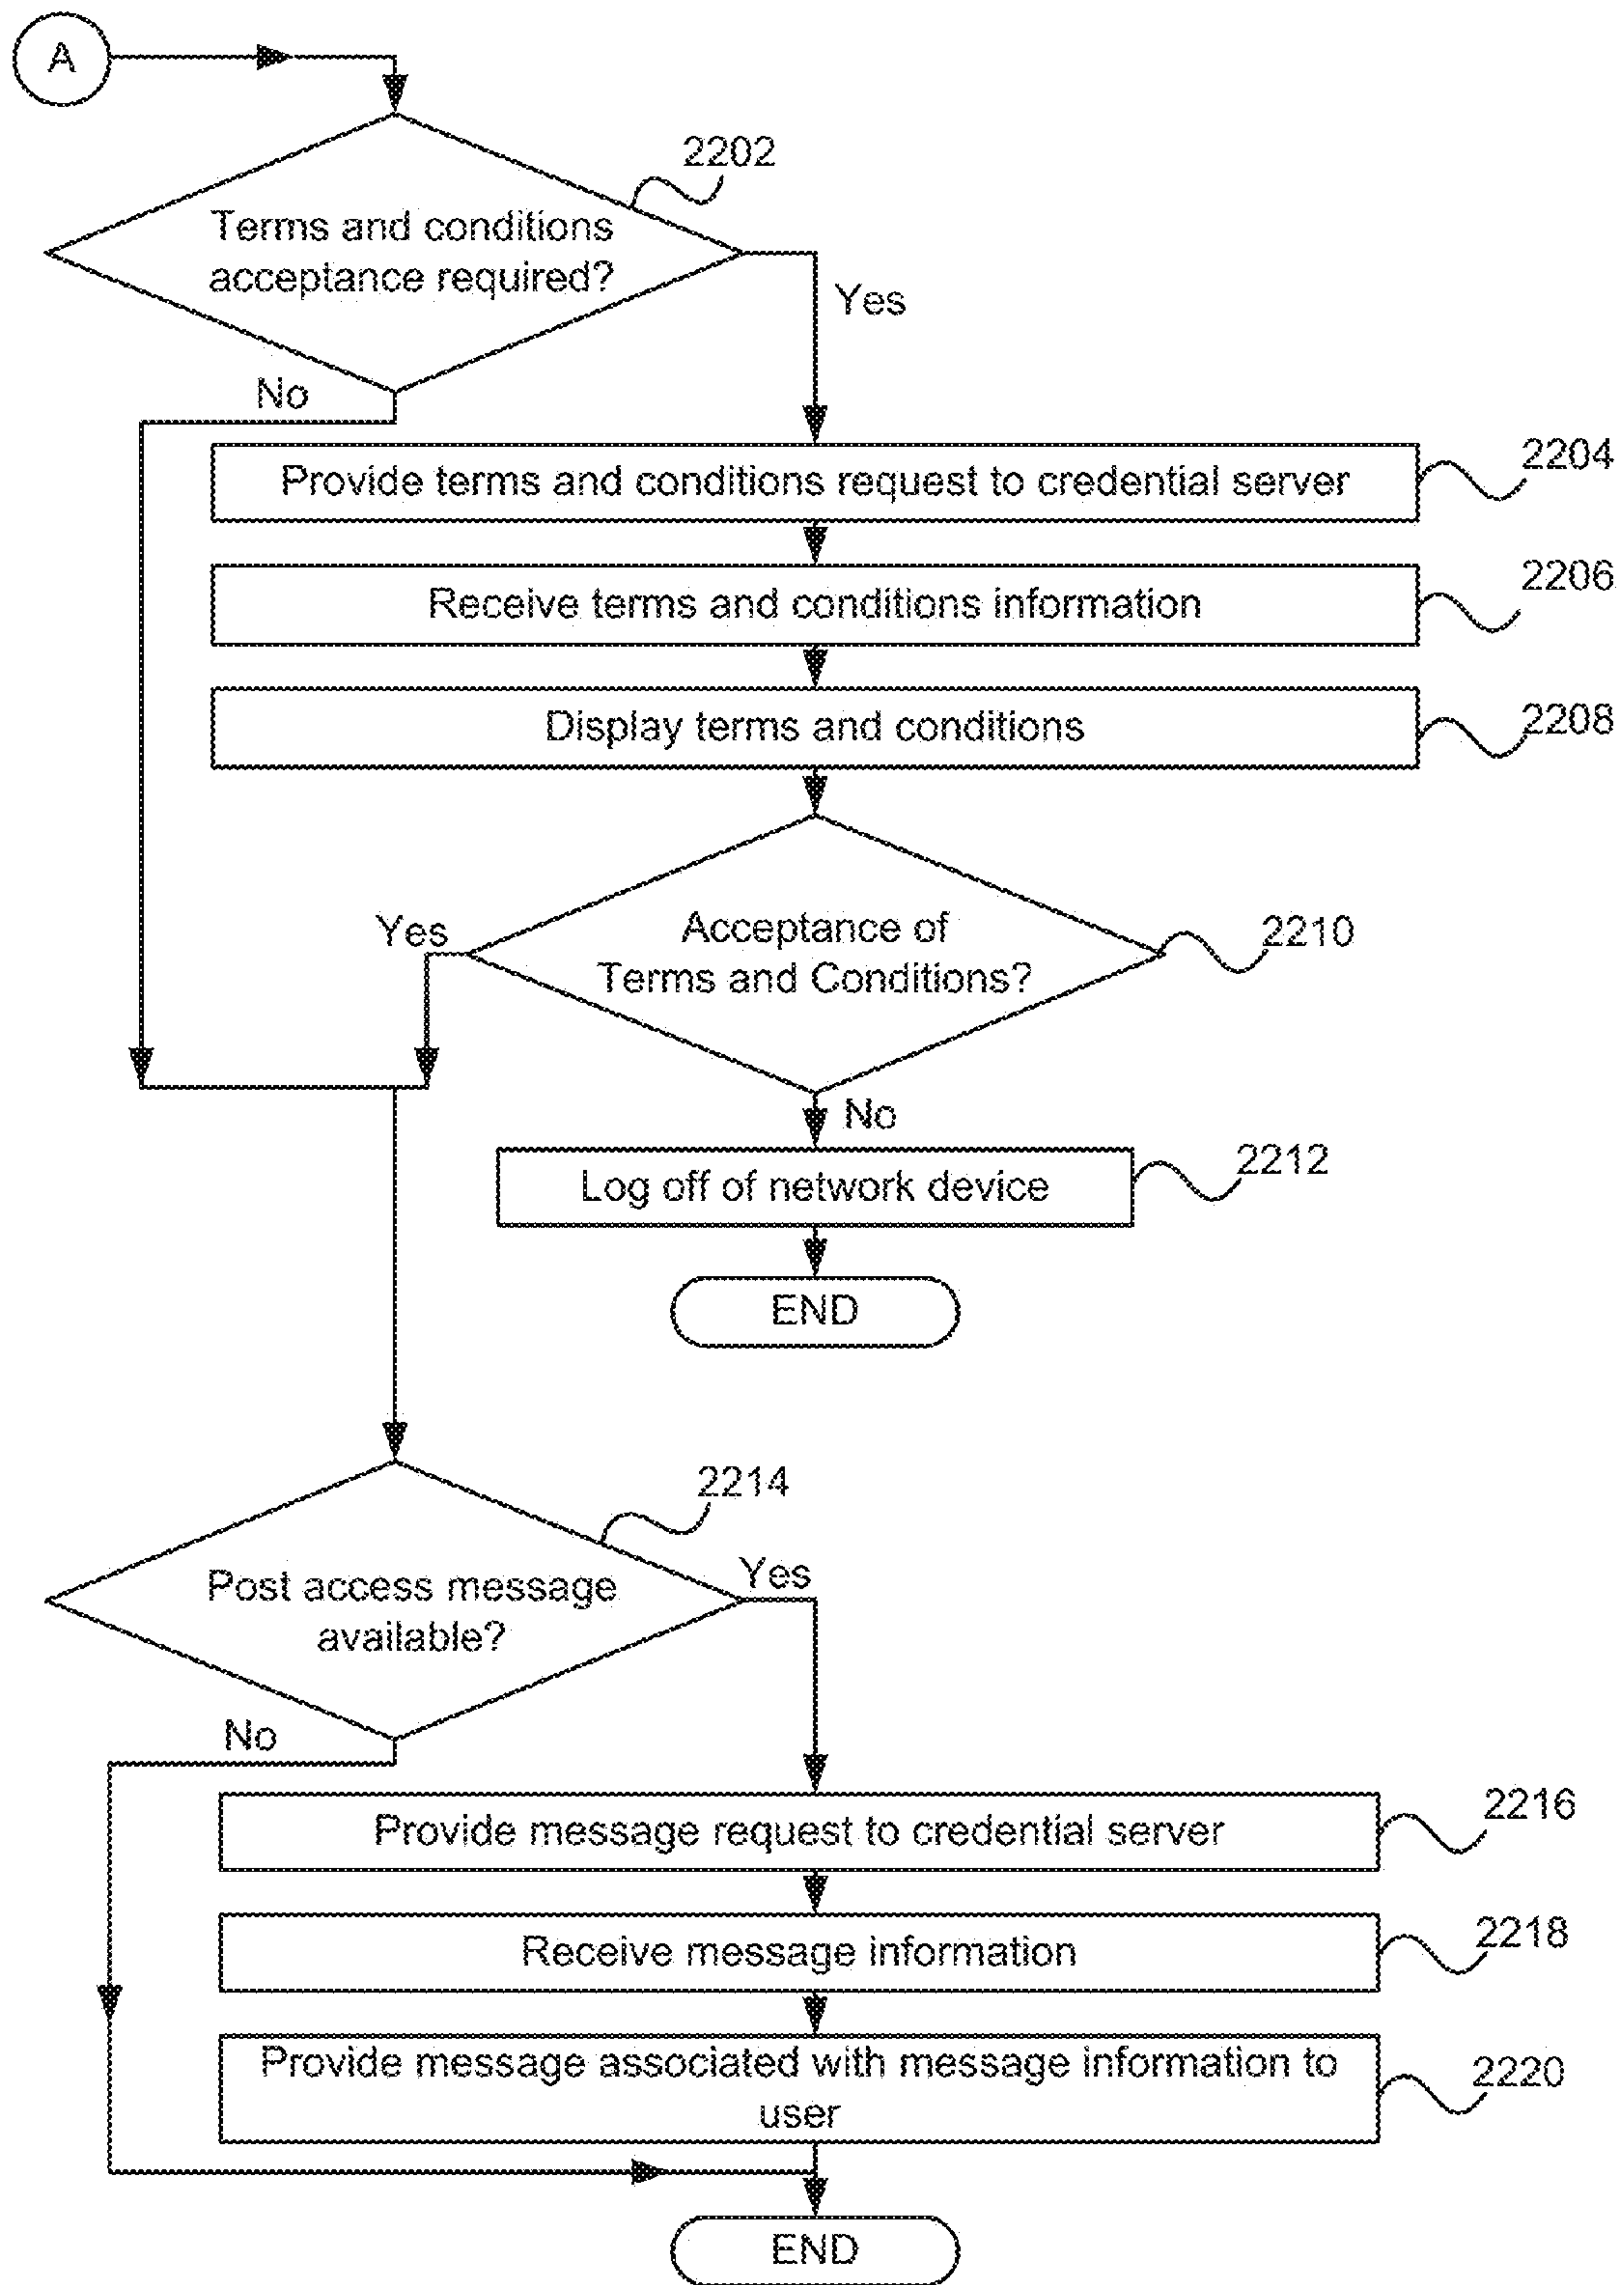 A
2202
Terms and conditions
acceptance required?
Yes
No
Provide terms and conditions request to credential server
2204
Receive terms and conditions information
2206
Display terms and conditions
2208
Yes
Acceptance of
Terms and Conditions?
2210
No
Log off of network device
2212
END
2214
Post access message
available?
Yes
No
Provide message request to credential server
2216
Receive message information
2218
Provide message associated with message information to
user
2220
END